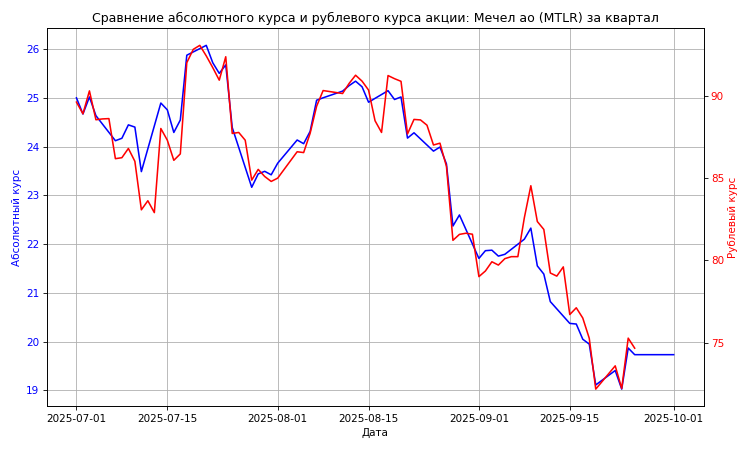 Сравнение абсолютного курса и рублевого курса акции: Мечел ао (MTLR) за квартал
26
25
24
23
22
21
20
19
Абсолютный курс
90
85
80
75
Рублевый курс
2025-07-01 2025-07-15 2025-08-01 2025-08-15 2025-09-01 2025-09-15 2025-10-01
Дата